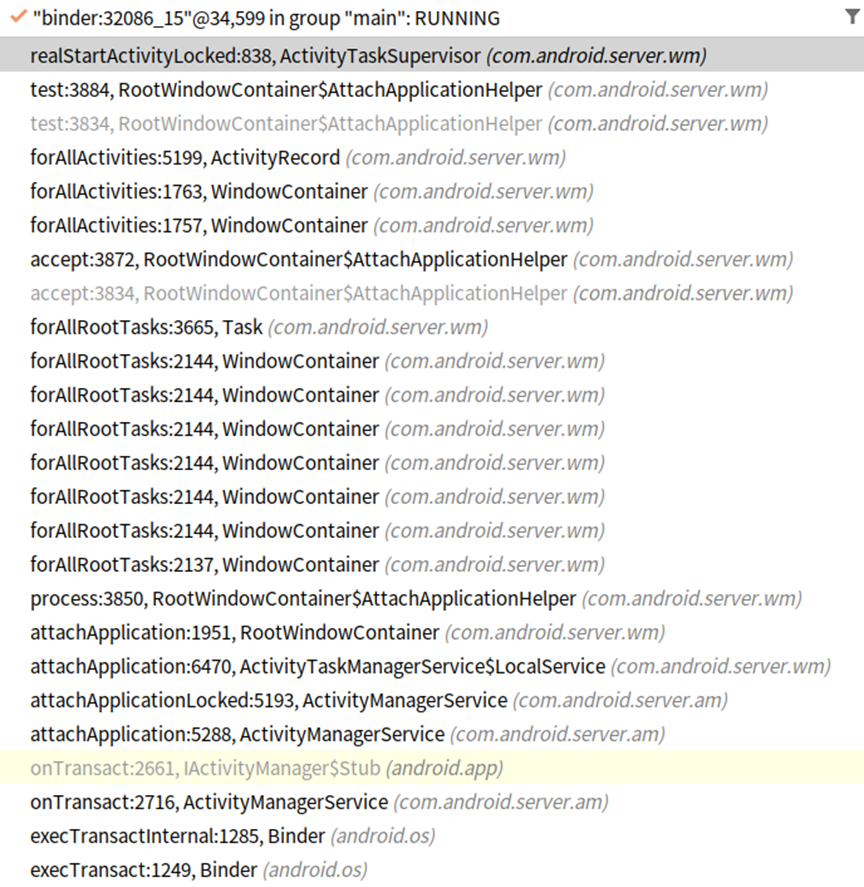 "binder:32086_15"@34,599 in group "main": RUNNING
realStartActivityLocked:838, ActivityTaskSupervisor (com.android.server.wm)
test:3884, RootWindowContainer$AttachApplicationHelper (com.android.server.wm)
test:3834, RootWindowContainer$AttachApplicationHelper (com.android.server.wm)
forAllActivities:5199, ActivityRecord (com.android.server.wm)
forAllActivities:1763, WindowContainer (com.android.server.wm)
forAllActivities:1757, WindowContainer (com.android.server.wm)
accept:3872, RootWindowContainer$AttachApplicationHelper (com.android.server.wm)
accept:3834, RootWindowContainer$AttachApplicationHelper (com.android.server.wm)
forAllRootTasks:3665, Task (com.android.server.wm)
forAllRootTasks:2144, WindowContainer (com.android.server.wm)
forAllRootTasks:2144, WindowContainer (com.android.server.wm)
forAllRootTasks:2144, WindowContainer (com.android.server.wm)
forAllRootTasks:2144, WindowContainer (com.android.server.wm)
forAllRootTasks:2144, WindowContainer (com.android.server.wm)
forAllRootTasks:2144, WindowContainer (com.android.server.wm)
forAllRootTasks:2137, WindowContainer (com.android.server.wm)
process:3850, RootWindowContainer$AttachApplicationHelper (com.android.server.wm)
attachApplication:1951, RootWindowContainer (com.android.server.wm)
attachApplication:6470, ActivityTaskManagerService$LocalService (com.android.server.wm)
attachApplicationLocked:5193, ActivityManagerService (com.android.server.am)
attachApplication:5288, ActivityManagerService (com.android.server.am)
onTransact:2661, IActivityManager$Stub (android.app)
onTransact:2716, ActivityManagerService (com.android.server.am)
execTransactInternal:1285, Binder (android.os)
execTransact:1249, Binder (android.os)